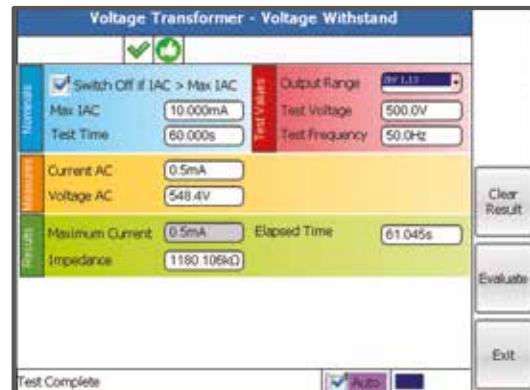 Voltage Transformer - Voltage Withstand
Nominals
Switch Off if IAC > Max IAC
Max IAC 10.000mA
Test Time 60.000s
Test Values
Output Range
Test Voltage 500.0V
Test Frequency 50.0Hz
Measures
Current AC 0.5mA
Voltage AC 548.4V
Results
Maximum Current 0.5mA
Elapsed Time 61.045s
Impedance 1180.106kΩ
Clear Result
Evaluate
Exit
Test Complete
Auto